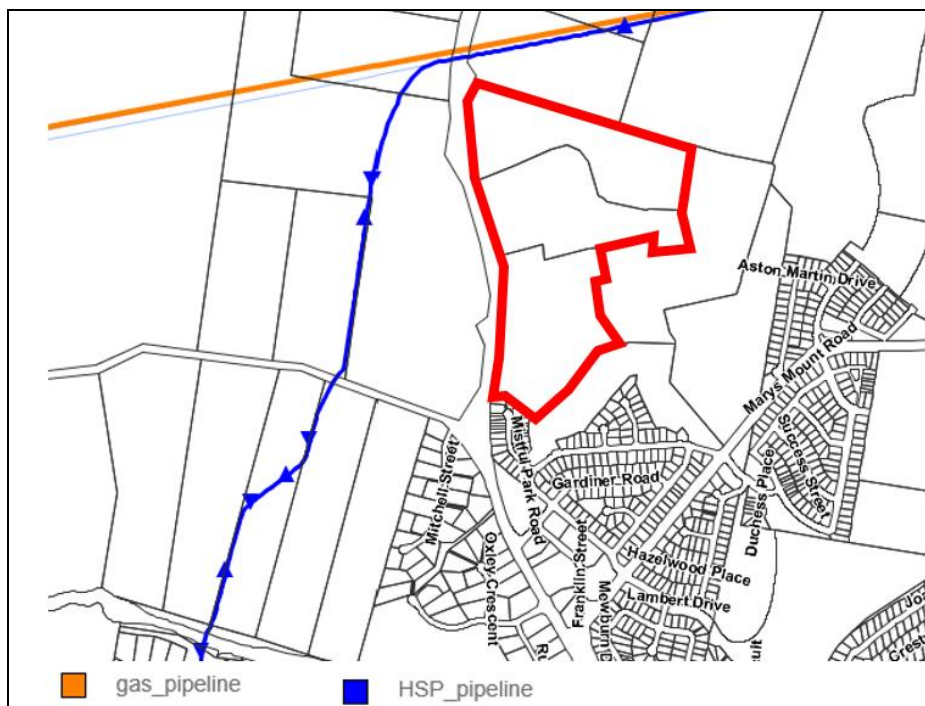 Aston Martin Drive
Marys Mount Road
Success Street
Duchess Place
Mistful Park Road
Gardiner Road
Mitchell Street
Oxley Crescent
Franklin Street
Hazelwood Place
Lambert Drive
gas_pipeline
HSP_pipeline